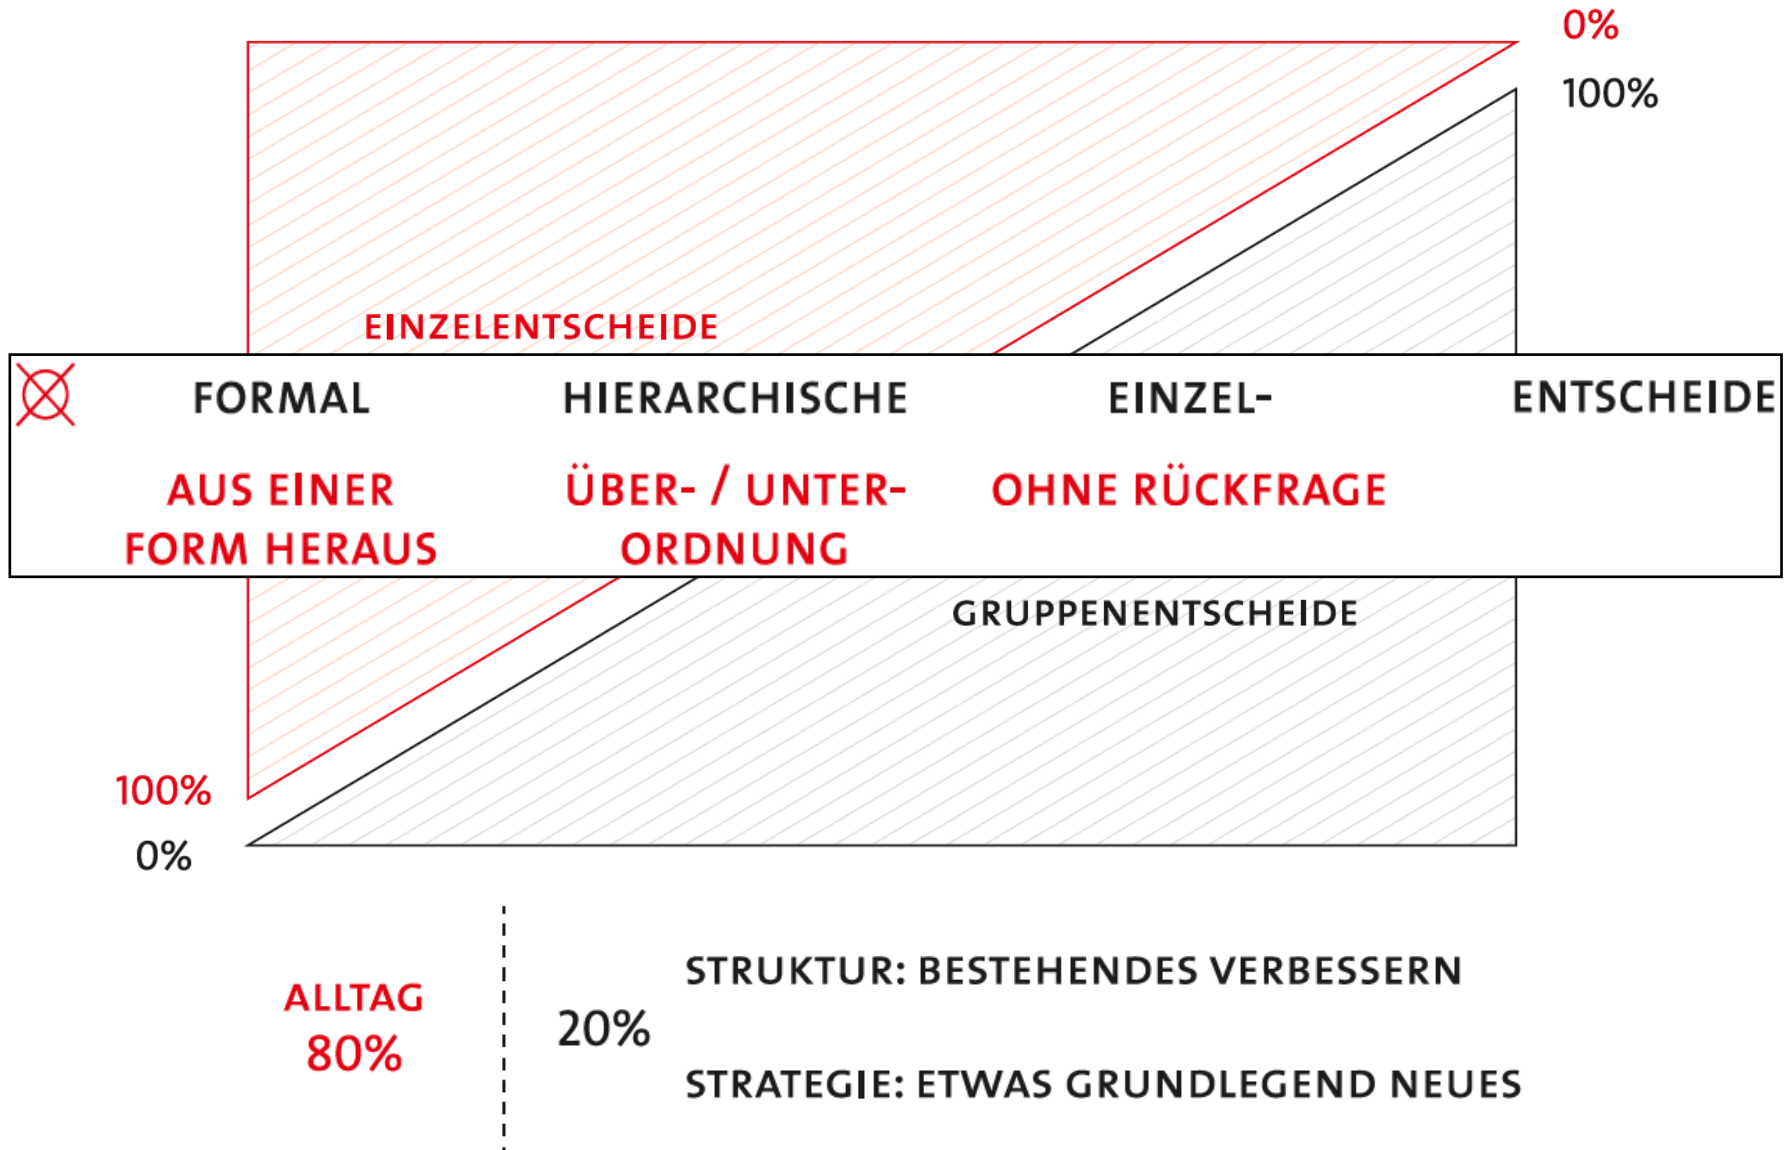 0%
100%
EINZELENTSCHEIDE
FORMAL HIERARCHISCHE EINZEL- ENTSCHEIDE
AUS EINER ÜBER- / UNTER- OHNE RÜCKFRAGE
FORM HERAUS ORDNUNG
GRUPPENENTSCHEIDE
100%
0%
STRUKTUR: BESTEHENDES VERBESSERN
ALLTAG
20%
80%
STRATEGIE: ETWAS GRUNDLEGEND NEUES